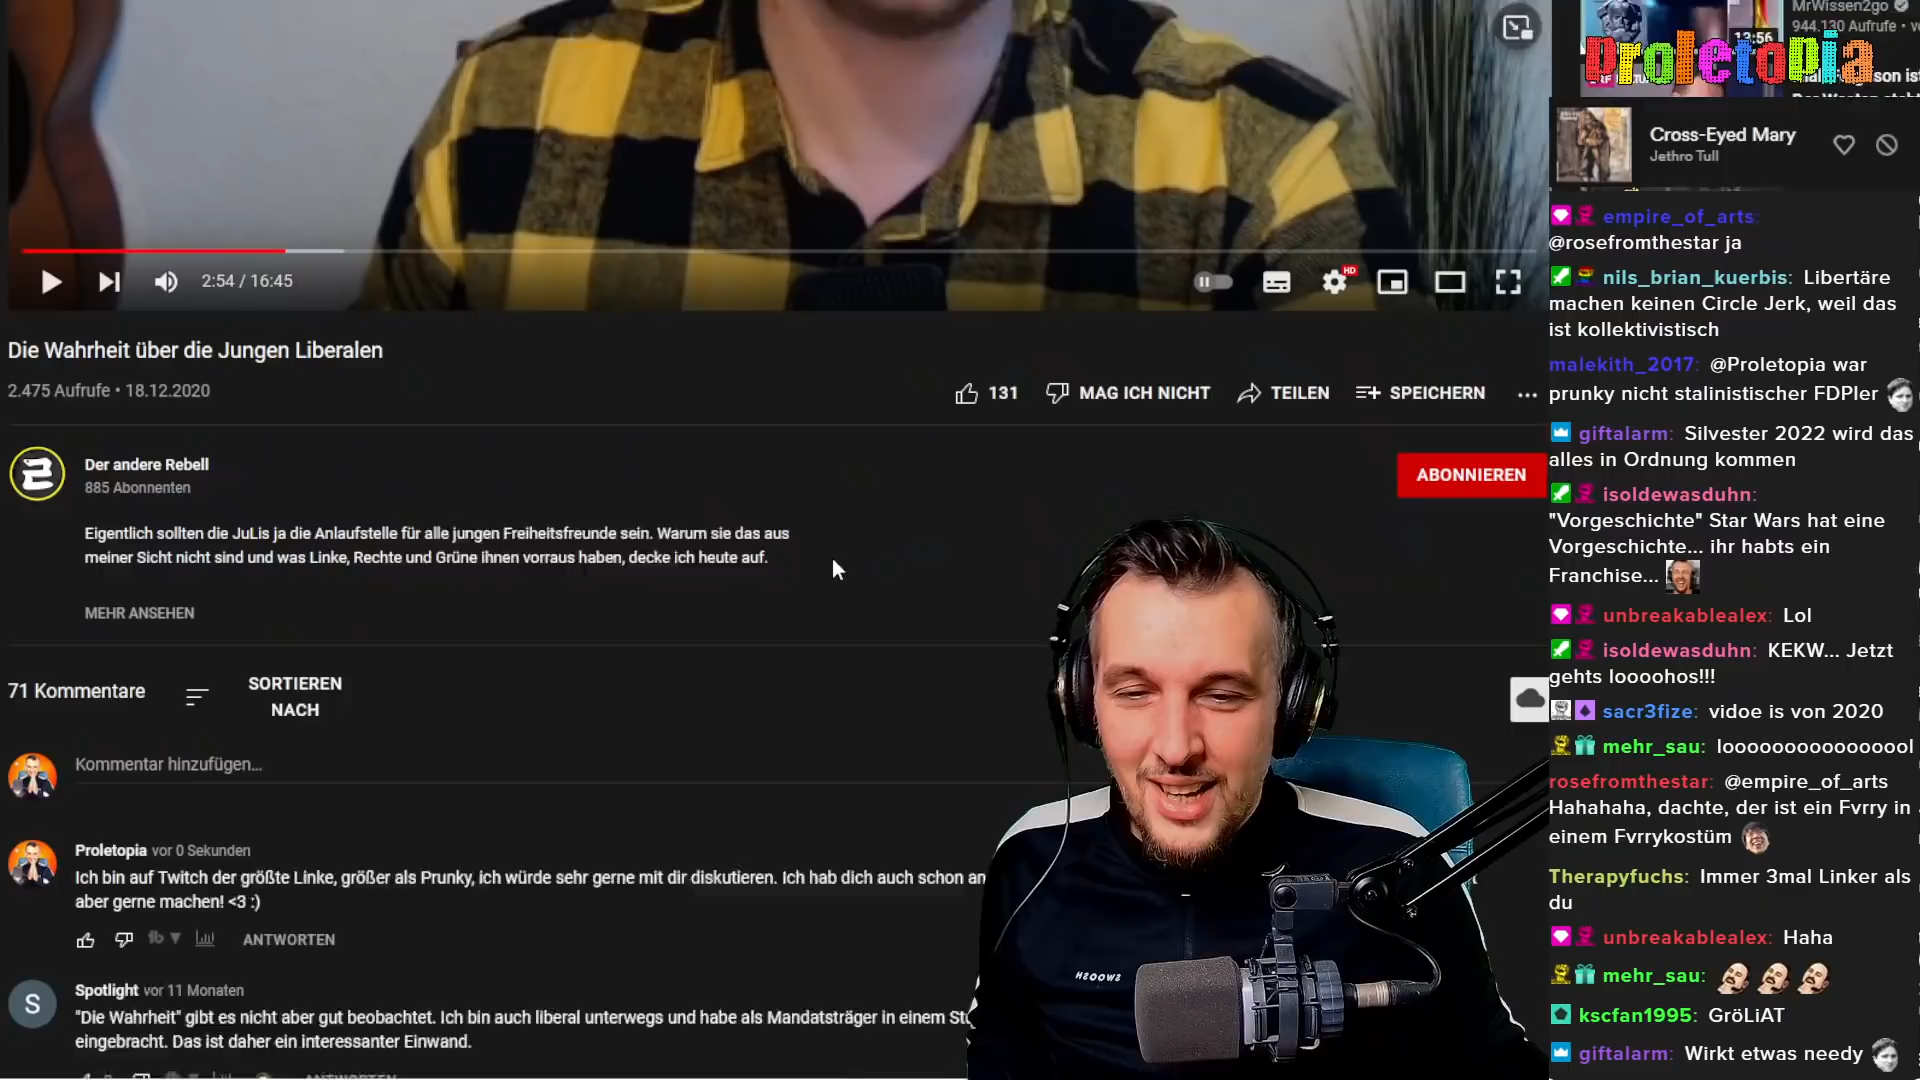 MrWissen2go
944.130 Aufrufe •
13:56
Proletopia
Cross-Eyed Mary
Jethro Tull
HD
2:54 / 16:45
Die Wahrheit über die Jungen Liberalen
2.475 Aufrufe • 18.12.2020
131
MAG ICH NICHT
TEILEN
SPEICHERN
Der andere Rebell
885 Abonnenten
ABONNIEREN
Eigentlich sollten die JuLis ja die Anlaufstelle für alle jungen Freiheitsfreunde sein. Warum sie das aus
meiner Sicht nicht sind und was Linke, Rechte und Grüne ihnen vorraus haben, decke ich heute auf.
MEHR ANSEHEN
71 Kommentare
SORTIEREN
NACH
Kommentar hinzufügen...
Proletopia vor 0 Sekunden
Ich bin auf Twitch der größte Linke, größer als Prunky, ich würde sehr gerne mit dir diskutieren. Ich hab dich auch schon an
aber gerne machen! <3 :)
ANTWORTEN
S
Spotlight vor 11 Monaten
"Die Wahrheit" gibt es nicht aber gut beobachtet. Ich bin auch liberal unterwegs und habe als Mandatsträger in einem
eingebracht. Das ist daher ein interessanter Einwand.
ANTWORTEN
empire_of_arts:
@rosefromthestar ja
nils_brian_kuerbis: Libertäre
machen keinen Circle Jerk, weil das
ist kollektivistisch
malekith_2017: @Proletopia war
prunky nicht stalinistischer FDPler
giftalarm: Silvester 2022 wird das
alles in Ordnung kommen
isoldewasduhn:
"Vorgeschichte" Star Wars hat eine
Vorgeschichte... ihr habts ein
Franchise...
unbreakablealex: Lol
isoldewasduhn: KEKW... Jetzt
gehts loooohos!!!
sacr3fize: vidoe is von 2020
mehr_sau: loooooooooooooool
rosefromthestar: @empire_of_arts
Hahahaha, dachte, der ist ein Fvrry in
einem Fvrrykostüm
Therapyfuchs: Immer 3mal Linker als
du
unbreakablealex: Haha
mehr_sau:
kscfan1995: GröLiAT
giftalarm: Wirkt etwas needy